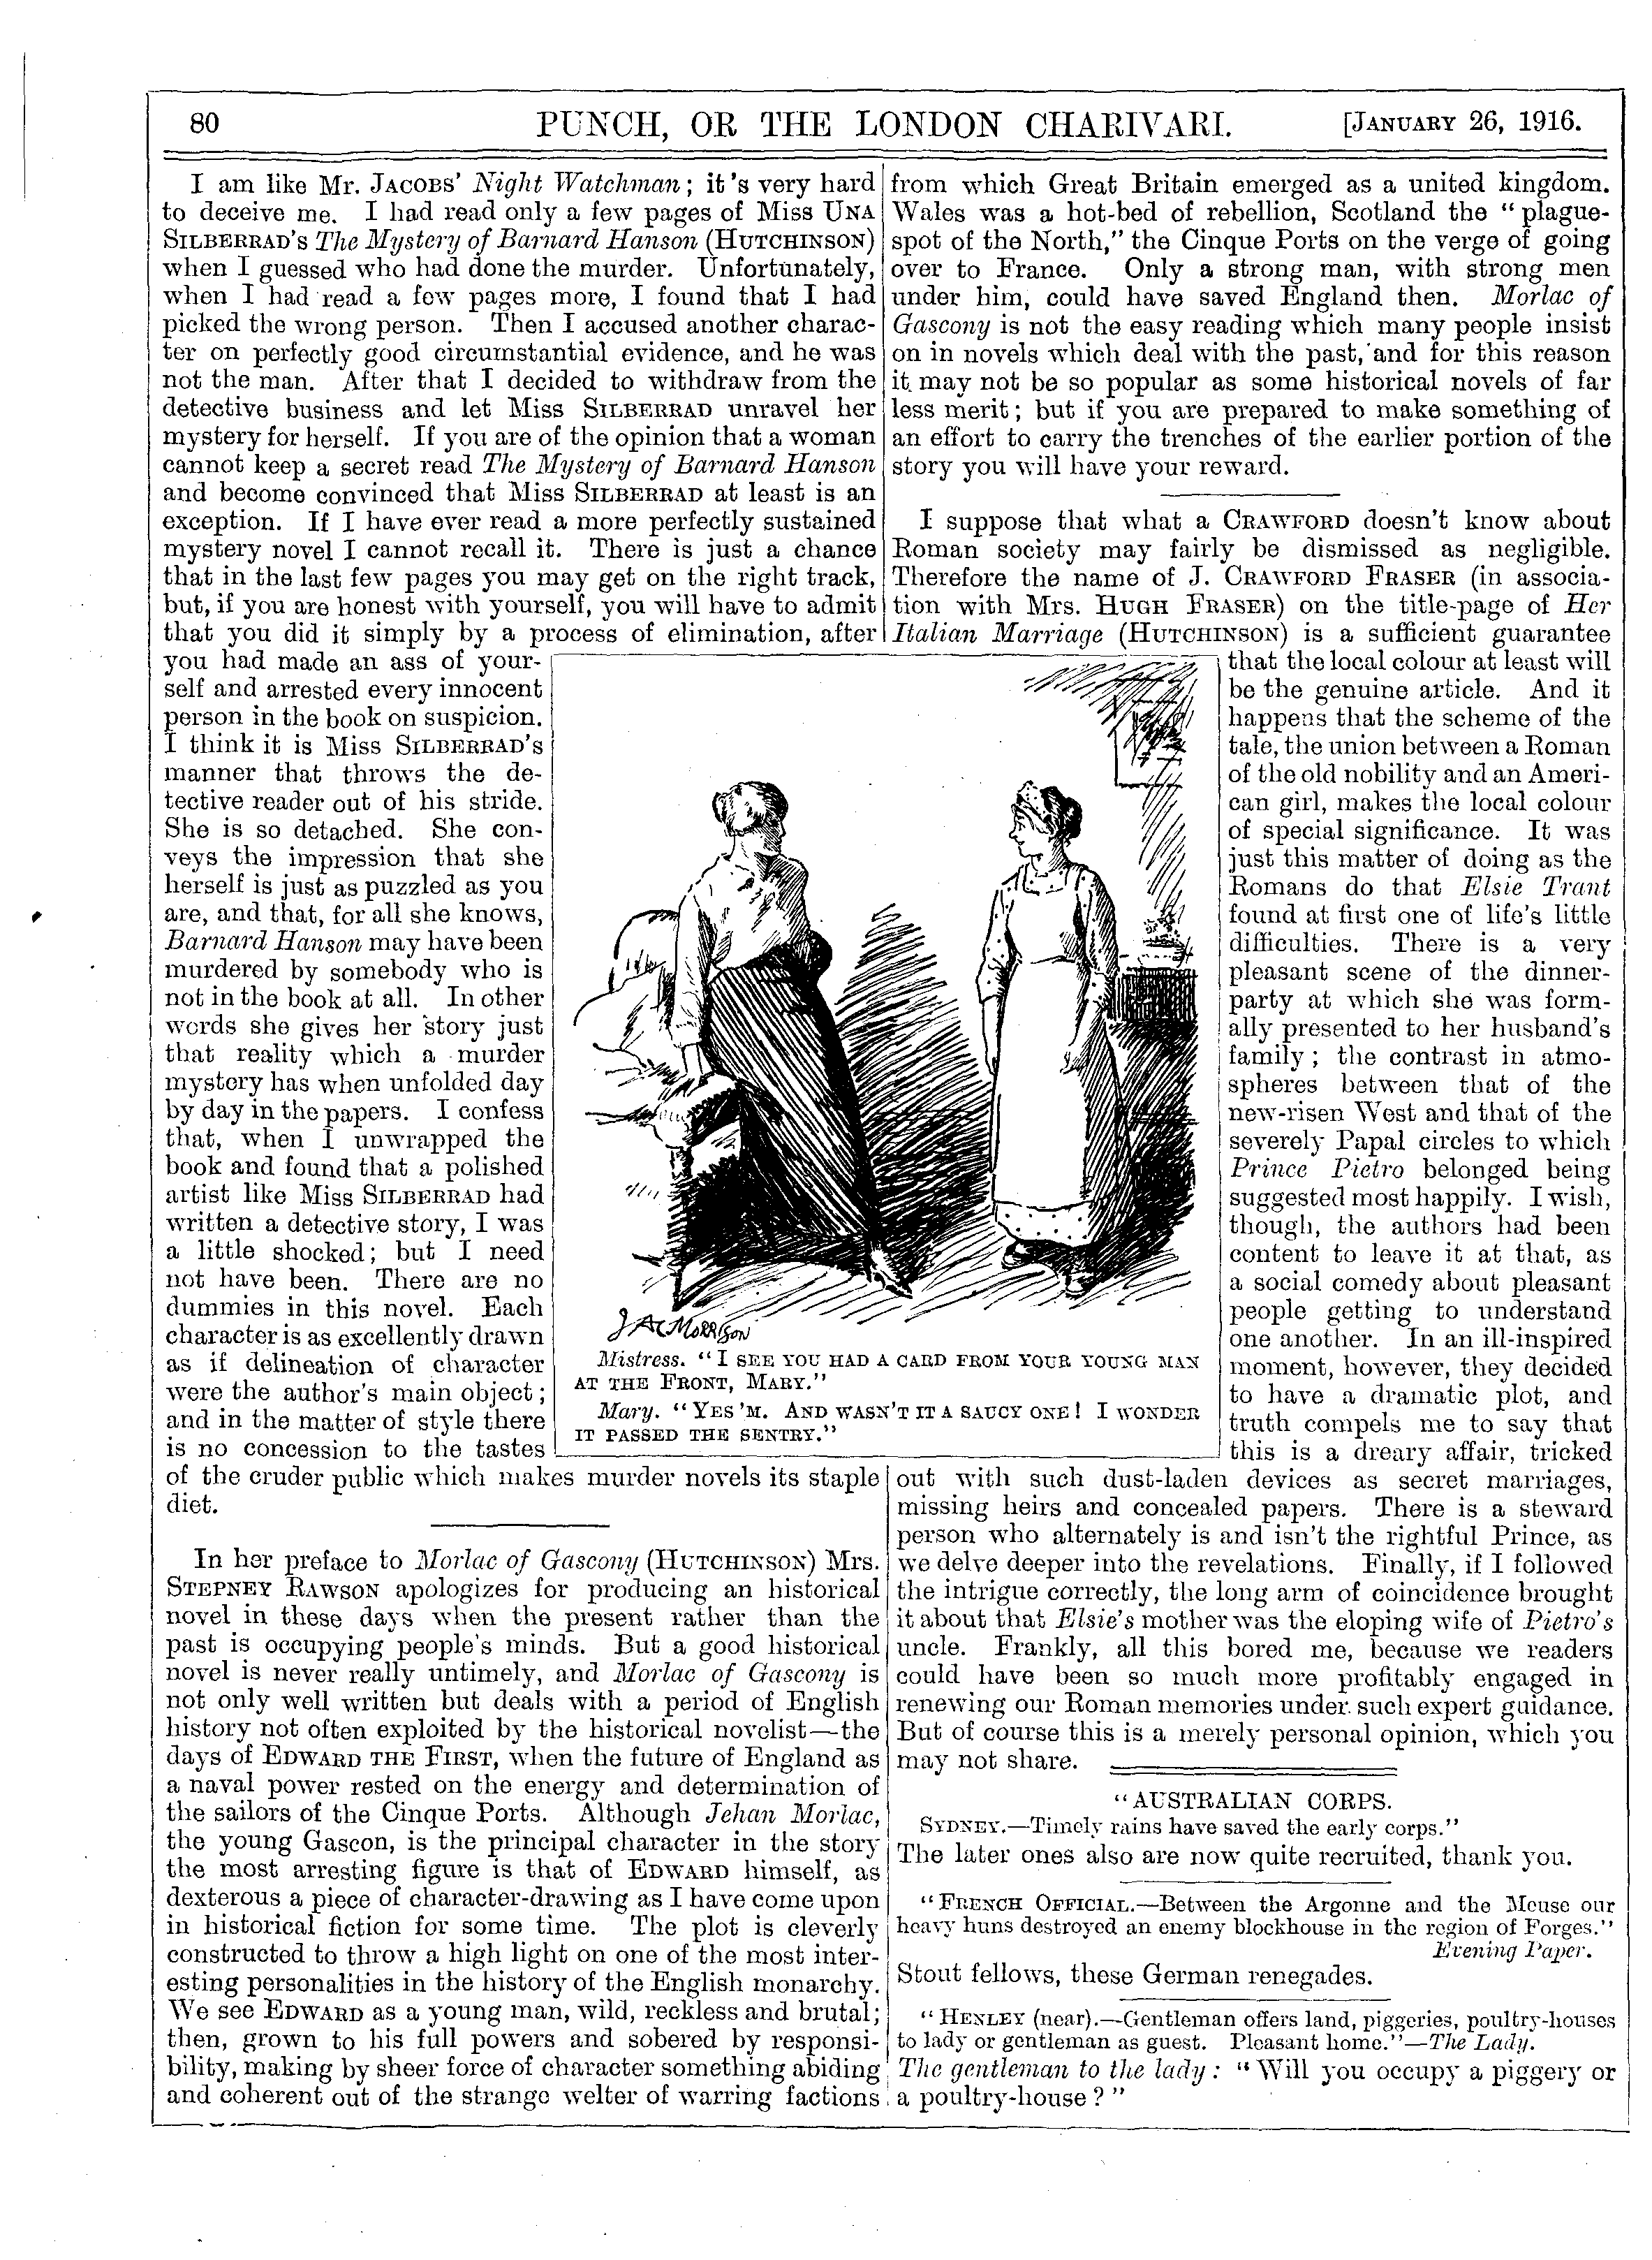 80
PUNCH, OR THE LONDON CHARIVARI.
[JANUARY 26, 1916.
I am like Mr. JACOBS' Night Watchman; it's very hard
to deceive me. I had read only a few pages of Miss UNA
SILBERRAD'S The Mystery of Barnard Hanson (HUTCHINSON)
when I guessed who had done the murder. Unfortunately,
when I had read a few pages more, I found that I had
picked the wrong person. Then I accused another charac-
ter on perfectly good circumstantial evidence, and he was
not the man. After that I decided to withdraw from the
detective business and let Miss SILBERRAD unravel her
mystery for herself. If you are of the opinion that a woman
cannot keep a secret read The Mystery of Barnard Hanson
and become convinced that Miss SILBERRAD at least is an
exception. If I have ever read a more perfectly sustained
mystery novel I cannot recall it. There is just a chance
that in the last few pages you may get on the right track,
but, if you are honest with yourself, you will have to admit
that you did it simply by a process of elimination, after
you had made an ass of your-
self and arrested every innocent
person in the book on suspicion.
I think it is Miss SILBERRAD'S
manner that throws the de-
tective reader out of his stride.
She is so detached. She con-
veys the impression that she
herself is just as puzzled as you
are, and that, for all she knows,
Barnard Hanson may have been
murdered by somebody who is
not in the book at all. In other
words she gives her story just
that reality which a murder
mystery has when unfolded day
by day in the papers. I confess
that, when I unwrapped the
book and found that a polished
artist like Miss SILBERRAD had
written a detective story, I was
a little shocked; but I need
not have been. There are no
dummies in this novel. Each
character is as excellently drawn
as if delineation of character
were the author's main object;
and in the matter of style there
is no concession to the tastes
of the cruder public which makes murder novels its staple
diet.
In her preface to Morlac of Gascony (HUTCHINSON) Mrs.
STEPNEY RAWSON apologizes for producing an historical
novel in these days when the present rather than the
past is occupying people's minds. But a good historical
novel is never really untimely, and Morlac of Gascony is
not only well written but deals with a period of English
history not often exploited by the historical novelist—the
days of EDWARD THE FIRST, when the future of England as
a naval power rested on the energy and determination of
the sailors of the Cinque Ports. Although Jehan Morlac,
the young Gascon, is the principal character in the story
the most arresting figure is that of EDWARD himself, as
dexterous a piece of character-drawing as I have come upon
in historical fiction for some time. The plot is cleverly
constructed to throw a high light on one of the most inter-
esting personalities in the history of the English monarchy.
We see EDWARD as a young man, wild, reckless and brutal;
then, grown to his full powers and sobered by responsi-
bility, making by sheer force of character something abiding
and coherent out of the strange welter of warring factions
from which Great Britain emerged as a united kingdom.
Wales was a hot-bed of rebellion, Scotland the "plague-
spot of the North," the Cinque Ports on the verge of going
over to France. Only a strong man, with strong men
under him, could have saved England then. Morlac of
Gascony is not the easy reading which many people insist
on in novels which deal with the past, and for this reason
it may not be so popular as some historical novels of far
less merit; but if you are prepared to make something of
an effort to carry the trenches of the earlier portion of the
story you will have your reward.
I suppose that what a CRAWFORD doesn't know about
Roman society may fairly be dismissed as negligible.
Therefore the name of J. CRAWFORD FRASER (in associa-
tion with Mrs. HUGH FRASER) on the title-page of Her
Italian Marriage (HUTCHINSON) is a sufficient guarantee
that the local colour at least will
be the genuine article. And it
happens that the scheme of the
tale, the union between a Roman
of the old nobility and an Ameri-
can girl, makes the local colour
of special significance. It was
just this matter of doing as the
Romans do that Elsie Trant
found at first one of life's little
difficulties. There is a very
pleasant scene of the dinner-
party at which she was form-
ally presented to her husband's
family; the contrast in atmo-
spheres between that of the
new-risen West and that of the
severely Papal circles to which
Prince Pietro belonged being
suggested most happily. I wish,
though, the authors had been
content to leave it at that, as
a social comedy about pleasant
people getting to understand
one another. In an ill-inspired
moment, however, they decided
to have a dramatic plot, and
truth compels me to say that
this is a dreary affair, tricked
out with such dust-laden devices as secret marriages,
missing heirs and concealed papers. There is a steward
person who alternately is and isn't the rightful Prince, as
we delve deeper into the revelations. Finally, if I followed
the intrigue correctly, the long arm of coincidence brought
it about that Elsie's mother was the eloping wife of Pietro's
uncle. Frankly, all this bored me, because we readers
could have been so much more profitably engaged in
renewing our Roman memories under such expert guidance.
But of course this is a merely personal opinion, which you
may not share.
J A C MORRISON
Mistress. "I SEE YOU HAD A CARD FROM YOUR YOUNG MAN
AT THE FRONT, MARY."
Mary. "YES 'M. AND WASN'T IT A SAUCY ONE! I WONDER
IT PASSED THE SENTRY."
"AUSTRALIAN CORPS.
SYDNEY.—Timely rains have saved the early corps."
The later ones also are now quite recruited, thank you.
"FRENCH OFFICIAL.—Between the Argonne and the Meuse our
heavy huns destroyed an enemy blockhouse in the region of Forges."
Evening Paper.
Stout fellows, these German renegades.
"HENLEY (near).—Gentleman offers land, piggeries, poultry-houses
to lady or gentleman as guest. Pleasant home."—The Lady.
The gentleman to the lady: "Will you occupy a piggery or
a poultry-house?"